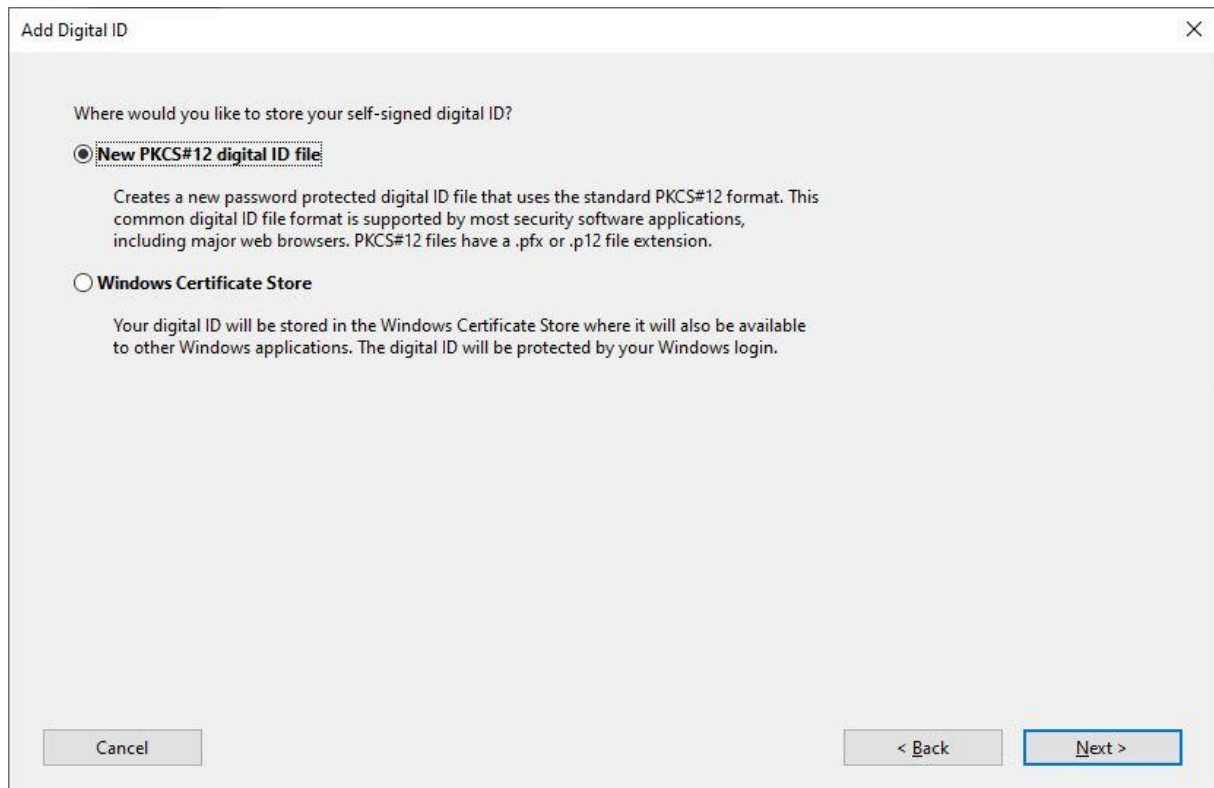 Add Digital ID
Where would you like to store your self-signed digital ID?
New PKCS#12 digital ID file
Creates a new password protected digital ID file that uses the standard PKCS#12 format. This
common digital ID file format is supported by most security software applications,
including major web browsers. PKCS#12 files have a .pfx or .p12 file extension.
Windows Certificate Store
Your digital ID will be stored in the Windows Certificate Store where it will also be available
to other Windows applications. The digital ID will be protected by your Windows login.
Cancel
< Back
Next >